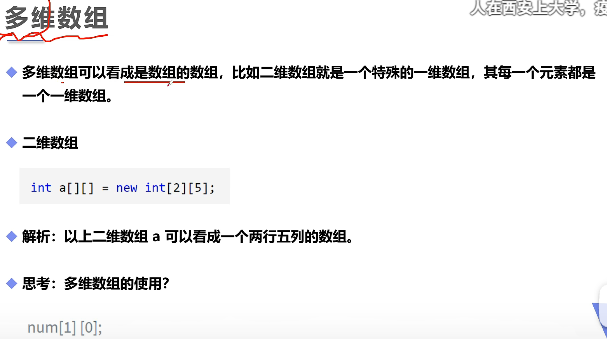 人在西安上大学，疫
多维数组
多维数组可以看成是数组的数组，比如二维数组就是一个特殊的一维数组，其每一个元素都是
一个一维数组。
二维数组
int a[][] = new int[2][5];
解析：以上二维数组 a 可以看成一个两行五列的数组。
思考：多维数组的使用？
num[1] [0];